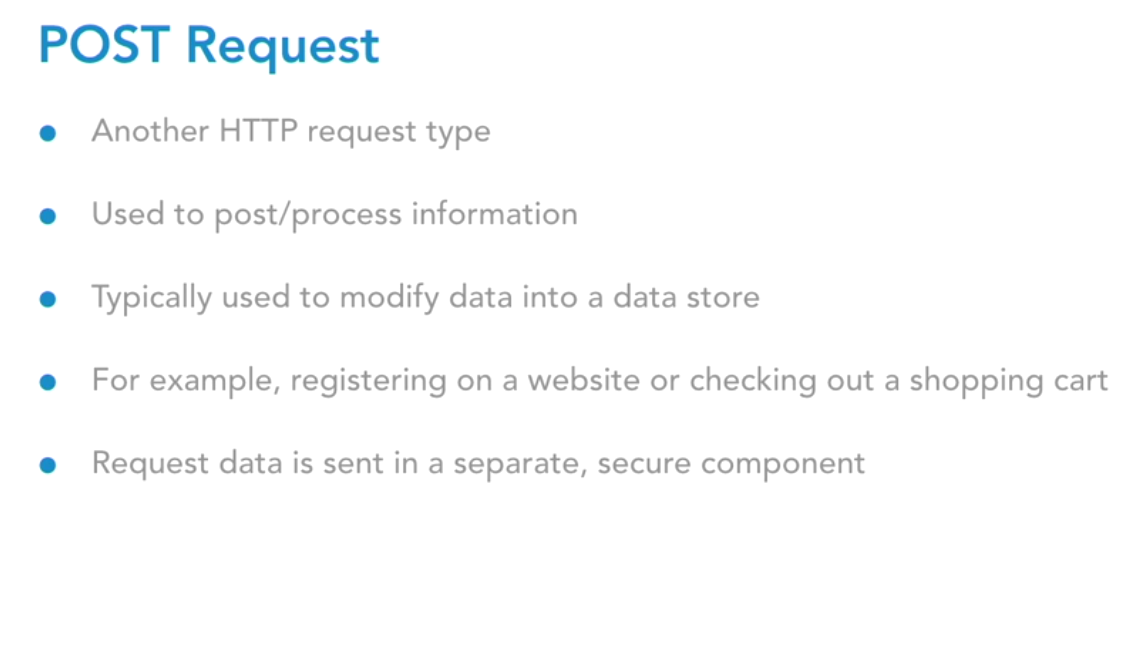 POST Request
● Another HTTP request type
● Used to post/process information
● Typically used to modify data into a data store
● For example, registering on a website or checking out a shopping cart
● Request data is sent in a separate, secure component